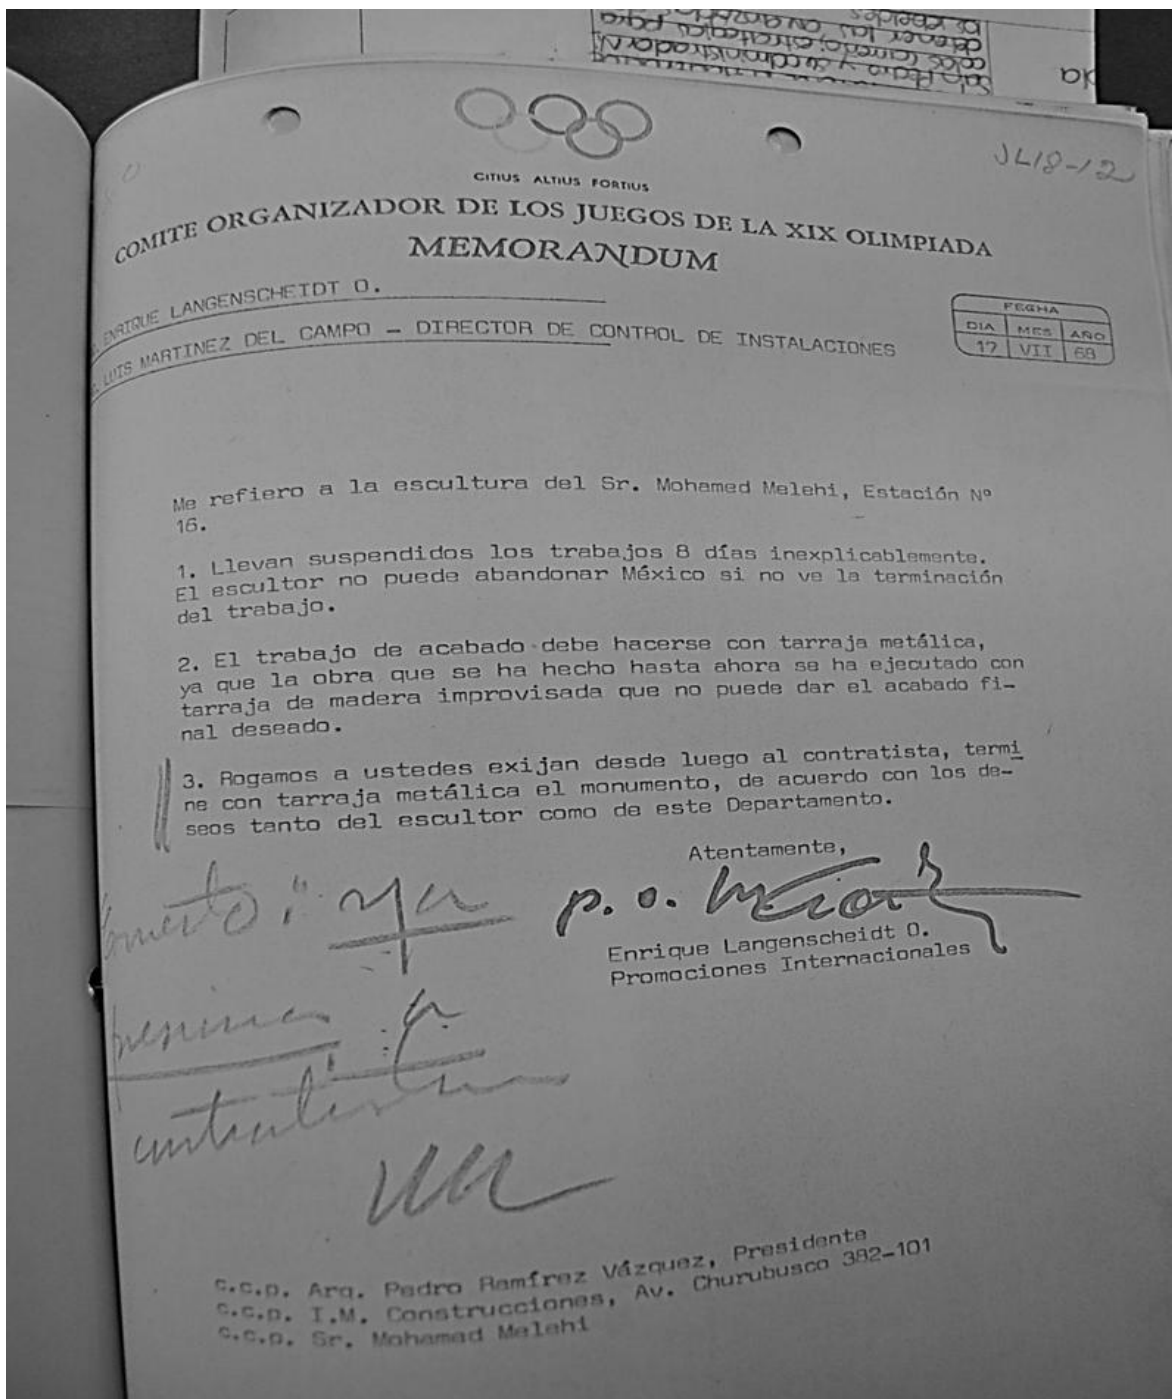 JL18-12
CITIUS ALTIUS FORTIUS
COMITE ORGANIZADOR DE LOS JUEGOS DE LA XIX OLIMPIADA
MEMORANDUM
ENRIQUE LANGENSCHEIDT O.
LUIS MARTINEZ DEL CAMPO - DIRECTOR DE CONTROL DE INSTALACIONES
FECHA
DIA MES AÑO
17 VII 68
Me refiero a la escultura del Sr. Mohamed Melehi, Estación Nº
16.
1. Llevan suspendidos los trabajos 8 días inexplicablemente.
El escultor no puede abandonar México si no ve la terminación
del trabajo.
2. El trabajo de acabado debe hacerse con tarraja metálica,
ya que la obra que se ha hecho hasta ahora se ha ejecutado con
tarraja de madera improvisada que no puede dar el acabado fi-
nal deseado.
3. Rogamos a ustedes exijan desde luego al contratista, termi
ne con tarraja metálica el monumento, de acuerdo con los de-
seos tanto del escultor como de este Departamento.
Atentamente,
p. o.
Enrique Langenscheidt O.
Promociones Internacionales
ya
contratista
c.c.p. Arq. Pedro Ramírez Vázquez, Presidente
c.c.p. I.M. Construcciones, Av. Churubusco 392-101
c.c.p. Sr. Mohamed Melehi